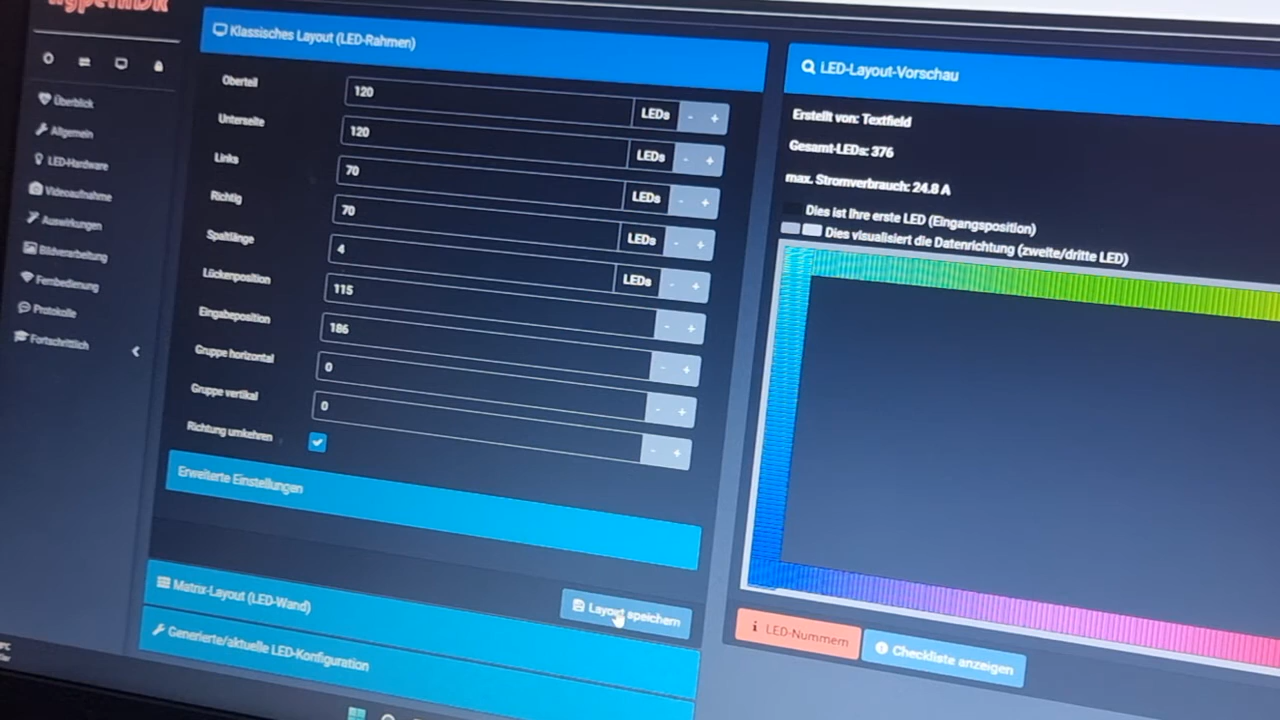 HyperHDR
Überblick
Allgemein
LED-Hardware
Videoaufnahme
Auswirkungen
Bildverarbeitung
Fernbedienung
Protokolle
Fortschrittlich
Klassisches Layout (LED-Rahmen)
Oberteil 120 LEDs - +
Unterseite 120 LEDs - +
Links 70 LEDs - +
Richtig 70 LEDs - +
Spaltlänge 4 LEDs - +
Lückenposition 115 - +
Eingabeposition 186 - +
Gruppe horizontal 0 - +
Gruppe vertikal 0 - +
Richtung umkehren
Erweiterte Einstellungen
Layout speichern
Matrix-Layout (LED-Wand)
Generierte/aktuelle LED-Konfiguration
LED-Layout-Vorschau
Erstellt von: Textfield
Gesamt-LEDs: 376
max. Stromverbrauch: 24.8 A
Dies ist Ihre erste LED (Eingangsposition)
Dies visualisiert die Datenrichtung (zweite/dritte LED)
LED-Nummern
Checkliste anzeigen